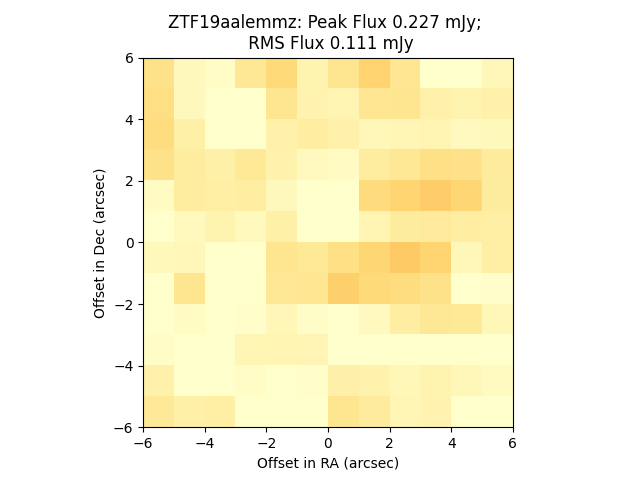 ZTF19aalemmz: Peak Flux 0.227 mJy;
RMS Flux 0.111 mJy
6
4
2
0
−2
−4
−6
Offset in Dec (arcsec)
−6 −4 −2 0 2 4 6
Offset in RA (arcsec)